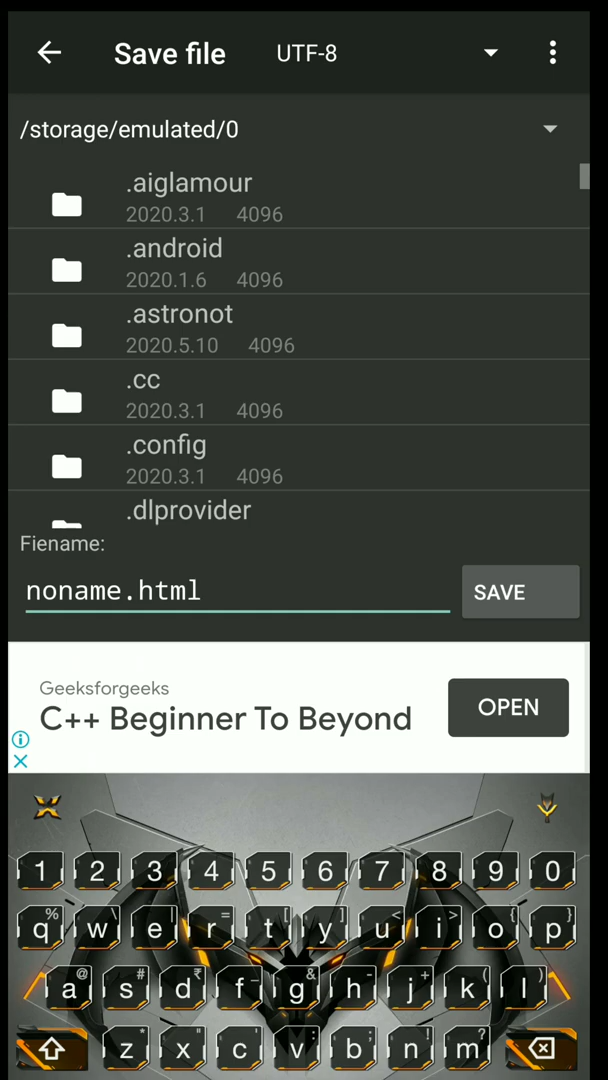 Save file UTF-8
/storage/emulated/0
.aiglamour
2020.3.1 4096
.android
2020.1.6 4096
.astronot
2020.5.10 4096
.cc
2020.3.1 4096
.config
2020.3.1 4096
.dlprovider
Fiename:
noname.html SAVE
Geeksforgeeks
C++ Beginner To Beyond OPEN
1 2 3 4 5 6 7 8 9 0
q % w \ e | r = t [ y ] u < i > o { p }
a @ s # d ₹ f _ g & h - j + k ( l )
z * x " c ' v : b ; n ! m ?